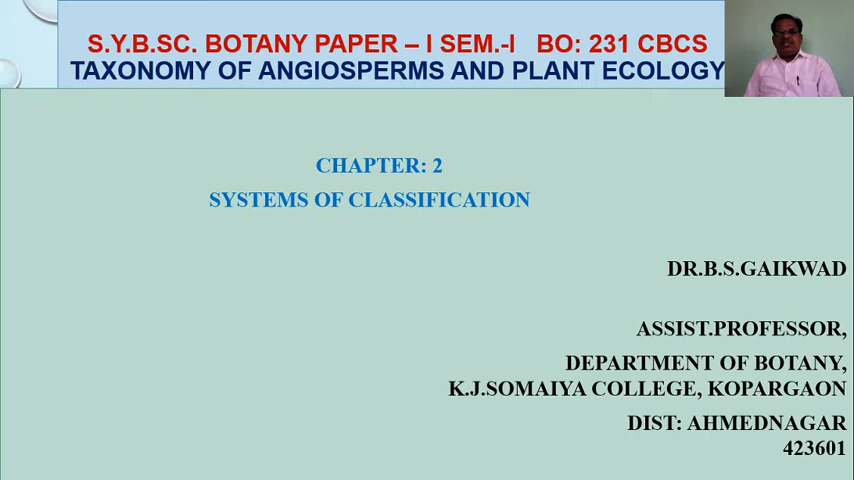 S.Y.B.SC. BOTANY PAPER – I SEM.-I BO: 231 CBCS
TAXONOMY OF ANGIOSPERMS AND PLANT ECOLOGY
CHAPTER: 2
SYSTEMS OF CLASSIFICATION
DR.B.S.GAIKWAD
ASSIST.PROFESSOR,
DEPARTMENT OF BOTANY,
K.J.SOMAIYA COLLEGE, KOPARGAON
DIST: AHMEDNAGAR
423601